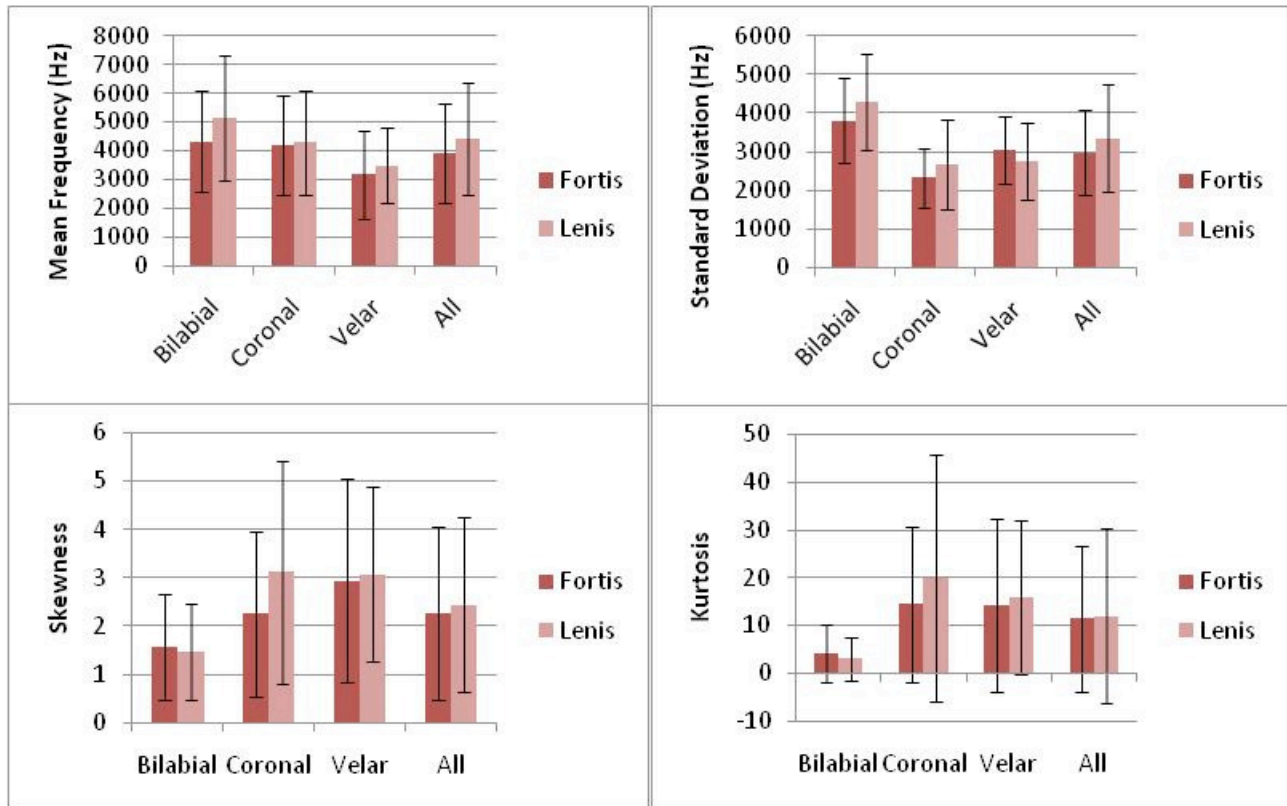 Mean Frequency (Hz)
8000
7000
6000
5000
4000
3000
2000
1000
0
Bilabial
Coronal
Velar
All
Fortis
Lenis
Standard Deviation (Hz)
6000
5000
4000
3000
2000
1000
0
Bilabial
Coronal
Velar
All
Fortis
Lenis
Skewness
6
5
4
3
2
1
0
Bilabial Coronal Velar All
Fortis
Lenis
Kurtosis
50
40
30
20
10
0
-10
Bilabial Coronal Velar All
Fortis
Lenis